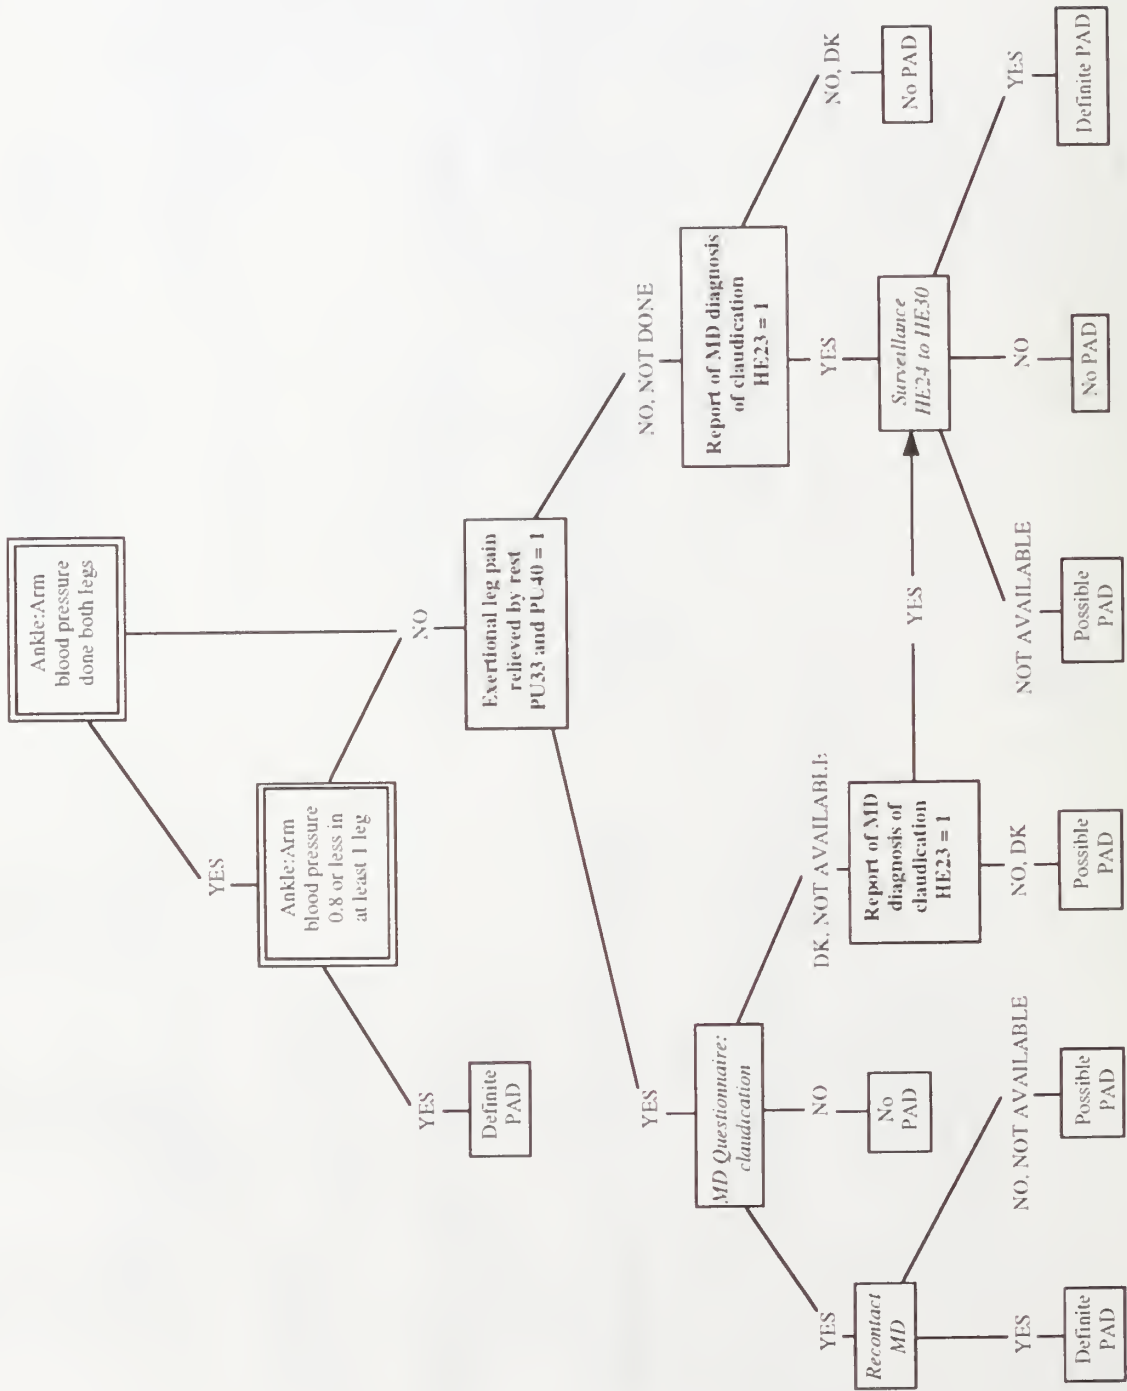 Ankle:Arm
blood pressure
done both legs
YES
Ankle:Arm
blood pressure
0.8 or less in
at least 1 leg
NO
YES
Definite
PAD
Exertional leg pain
relieved by rest
PU33 and PU40 = 1
YES
NO, NOT DONE
MD Questionnaire:
claudication
Report of MD diagnosis
of claudication
HE23 = 1
YES
NO
DK, NOT AVAILABLE
YES
NO, DK
Recontact
MD
No
PAD
Report of MD
diagnosis of
claudication
HE23 = 1
YES
Surveillance
HE24 to HE30
No PAD
YES
NO, NOT AVAILABLE
NO, DK
NOT AVAILABLE
NO
YES
Definite
PAD
Possible
PAD
Possible
PAD
Possible
PAD
No PAD
Definite PAD